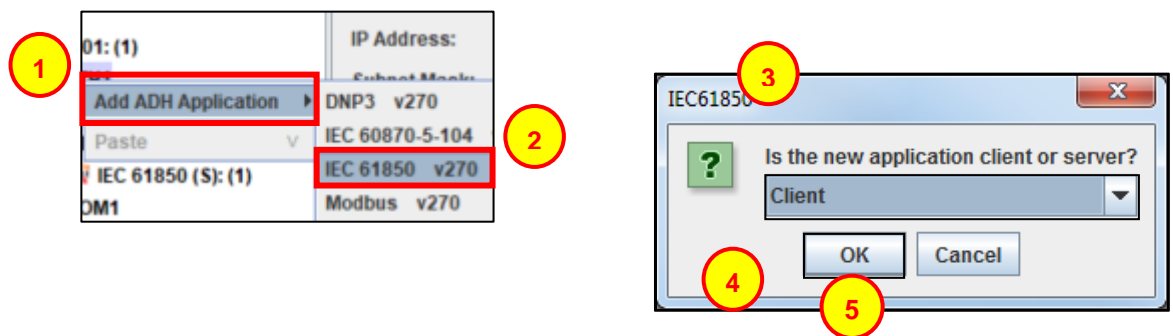 01: (1)
IP Address:
1
Subnet Mask:
Add ADH Application
DNP3 v270
Paste V
IEC 60870-5-104
2
IEC 61850 (S): (1)
IEC 61850 v270
OM1
Modbus v270
3
IEC61850
X
?
Is the new application client or server?
Client
OK
Cancel
4
5